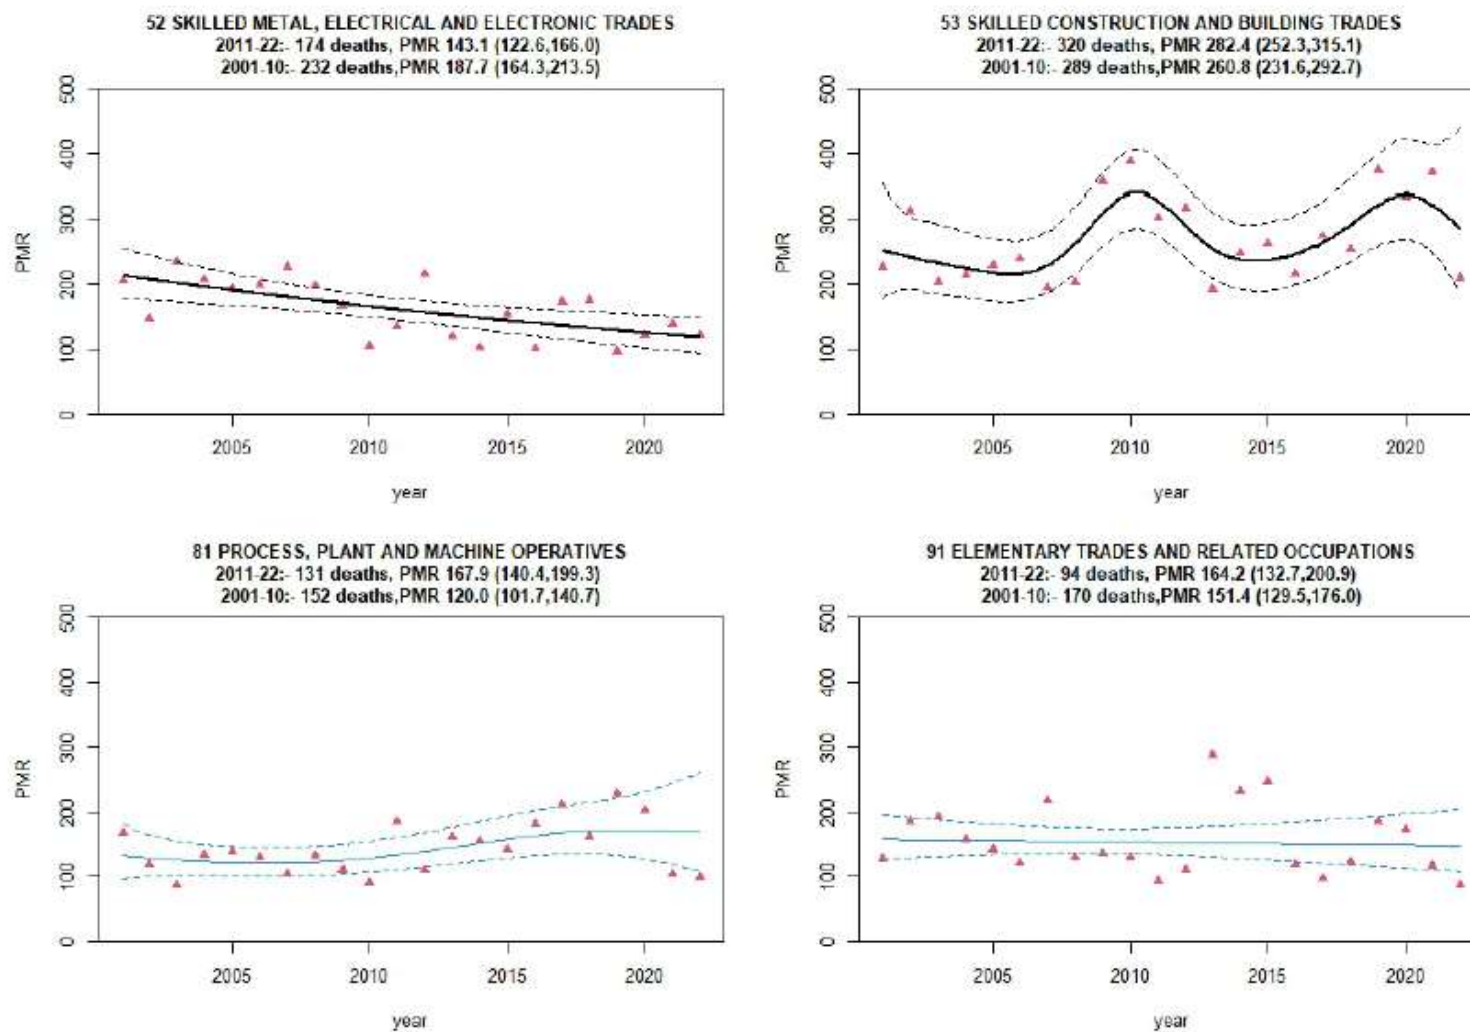 52 SKILLED METAL, ELECTRICAL AND ELECTRONIC TRADES
2011-22:- 174 deaths, PMR 143.1 (122.6,166.0)
2001-10:- 232 deaths,PMR 187.7 (164.3,213.5)
500
400
300
200
100
0
PMR
2005
2010
2015
2020
year
53 SKILLED CONSTRUCTION AND BUILDING TRADES
2011-22:- 320 deaths, PMR 282.4 (252.3,315.1)
2001-10:- 289 deaths,PMR 260.8 (231.6,292.7)
500
400
300
200
100
0
PMR
2005
2010
2015
2020
year
81 PROCESS, PLANT AND MACHINE OPERATIVES
2011-22:- 131 deaths, PMR 167.9 (140.4,199.3)
2001-10:- 152 deaths,PMR 120.0 (101.7,140.7)
500
400
300
200
100
0
PMR
2005
2010
2015
2020
year
91 ELEMENTARY TRADES AND RELATED OCCUPATIONS
2011-22:- 94 deaths, PMR 164.2 (132.7,200.9)
2001-10:- 170 deaths,PMR 151.4 (129.5,176.0)
500
400
300
200
100
0
PMR
2005
2010
2015
2020
year